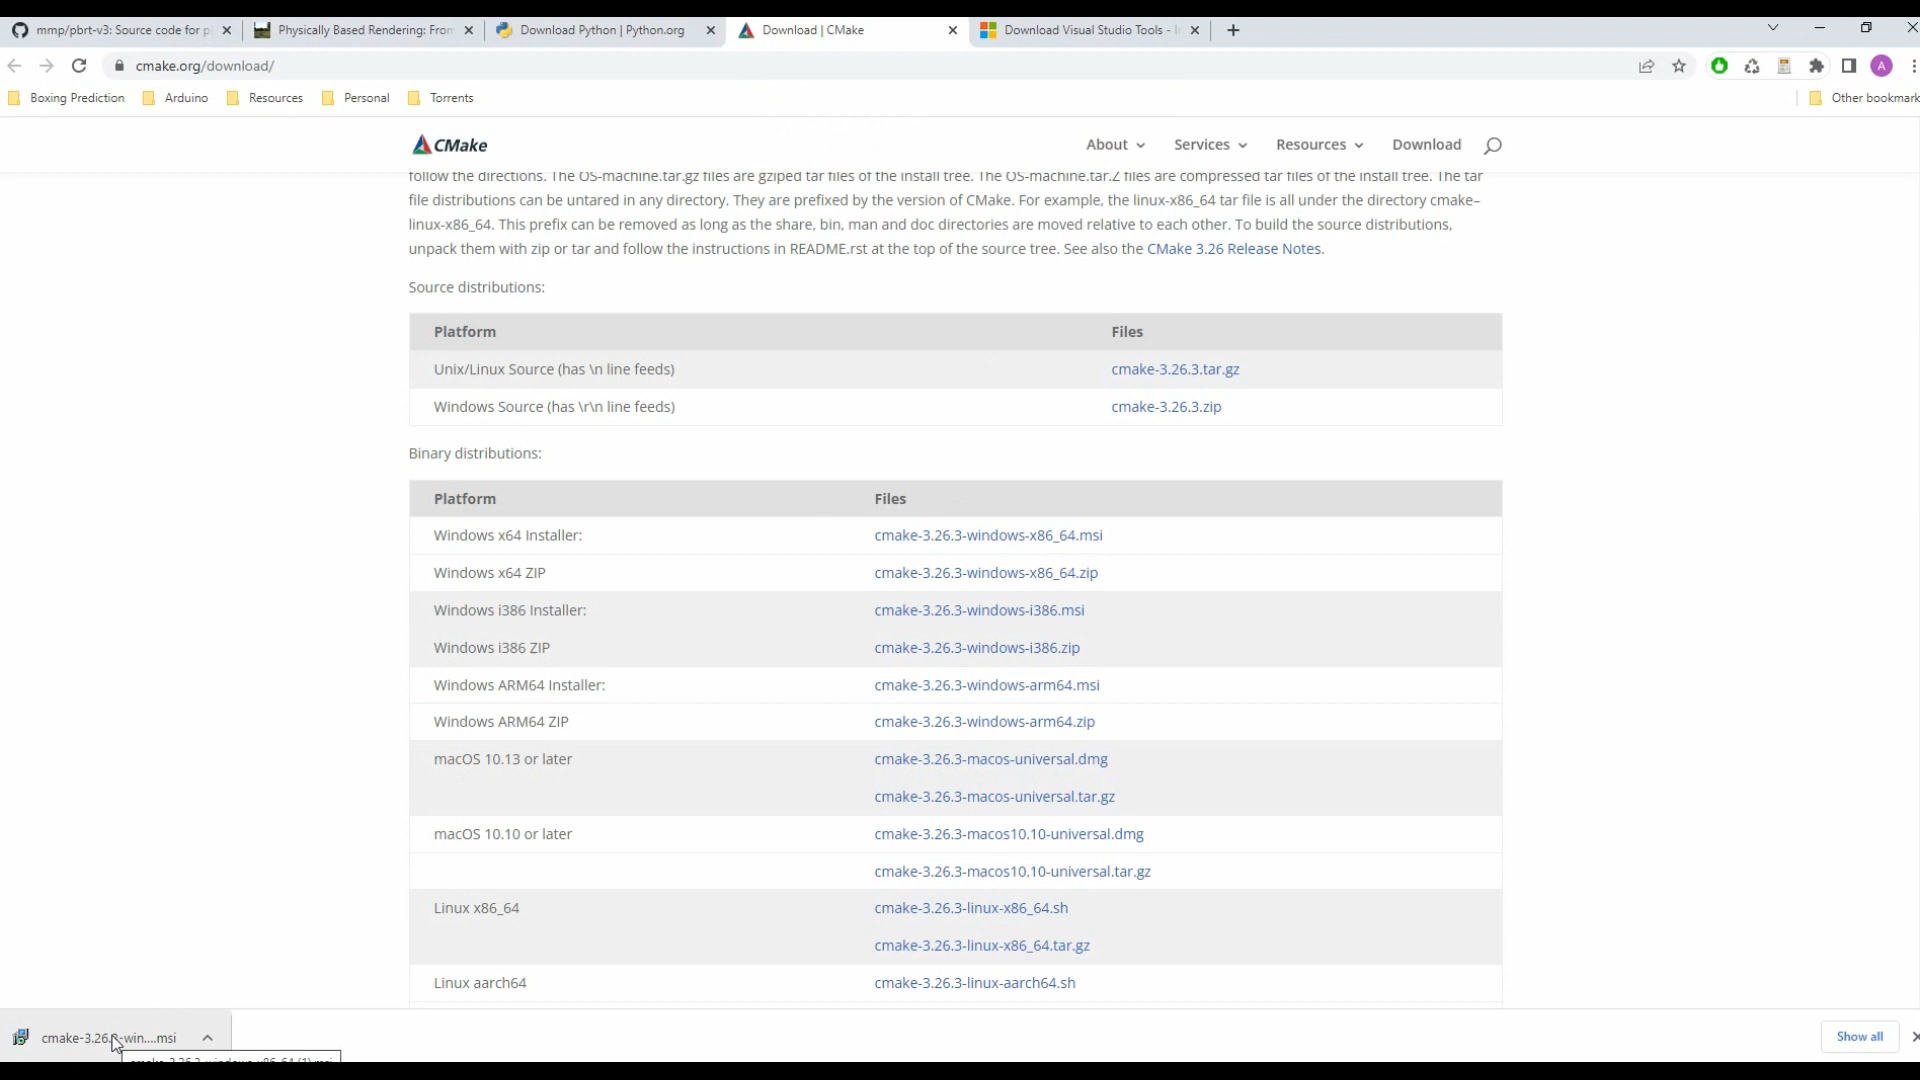 mmp/pbrt-v3: Source code for p
Physically Based Rendering: From
Download Python | Python.org
Download | CMake
Download Visual Studio Tools - I
cmake.org/download/
A
Boxing Prediction
Arduino
Resources
Personal
Torrents
Other bookmark
CMake
About
Services
Resources
Download
follow the directions. The OS-machine.tar.gz files are gziped tar files of the install tree. The OS-machine.tar.Z files are compressed tar files of the install tree. The tar
file distributions can be untared in any directory. They are prefixed by the version of CMake. For example, the linux-x86_64 tar file is all under the directory cmake–
linux-x86_64. This prefix can be removed as long as the share, bin, man and doc directories are moved relative to each other. To build the source distributions,
unpack them with zip or tar and follow the instructions in README.rst at the top of the source tree. See also the CMake 3.26 Release Notes.
Source distributions:
Platform Files
Unix/Linux Source (has \n line feeds) cmake-3.26.3.tar.gz
Windows Source (has \r\n line feeds) cmake-3.26.3.zip
Binary distributions:
Platform Files
Windows x64 Installer: cmake-3.26.3-windows-x86_64.msi
Windows x64 ZIP cmake-3.26.3-windows-x86_64.zip
Windows i386 Installer: cmake-3.26.3-windows-i386.msi
Windows i386 ZIP cmake-3.26.3-windows-i386.zip
Windows ARM64 Installer: cmake-3.26.3-windows-arm64.msi
Windows ARM64 ZIP cmake-3.26.3-windows-arm64.zip
macOS 10.13 or later cmake-3.26.3-macos-universal.dmg
cmake-3.26.3-macos-universal.tar.gz
macOS 10.10 or later cmake-3.26.3-macos10.10-universal.dmg
cmake-3.26.3-macos10.10-universal.tar.gz
Linux x86_64 cmake-3.26.3-linux-x86_64.sh
cmake-3.26.3-linux-x86_64.tar.gz
Linux aarch64 cmake-3.26.3-linux-aarch64.sh
cmake-3.26.3-win....msi
Show all
cmake-3.26.3-windows-x86_64 (1).msi